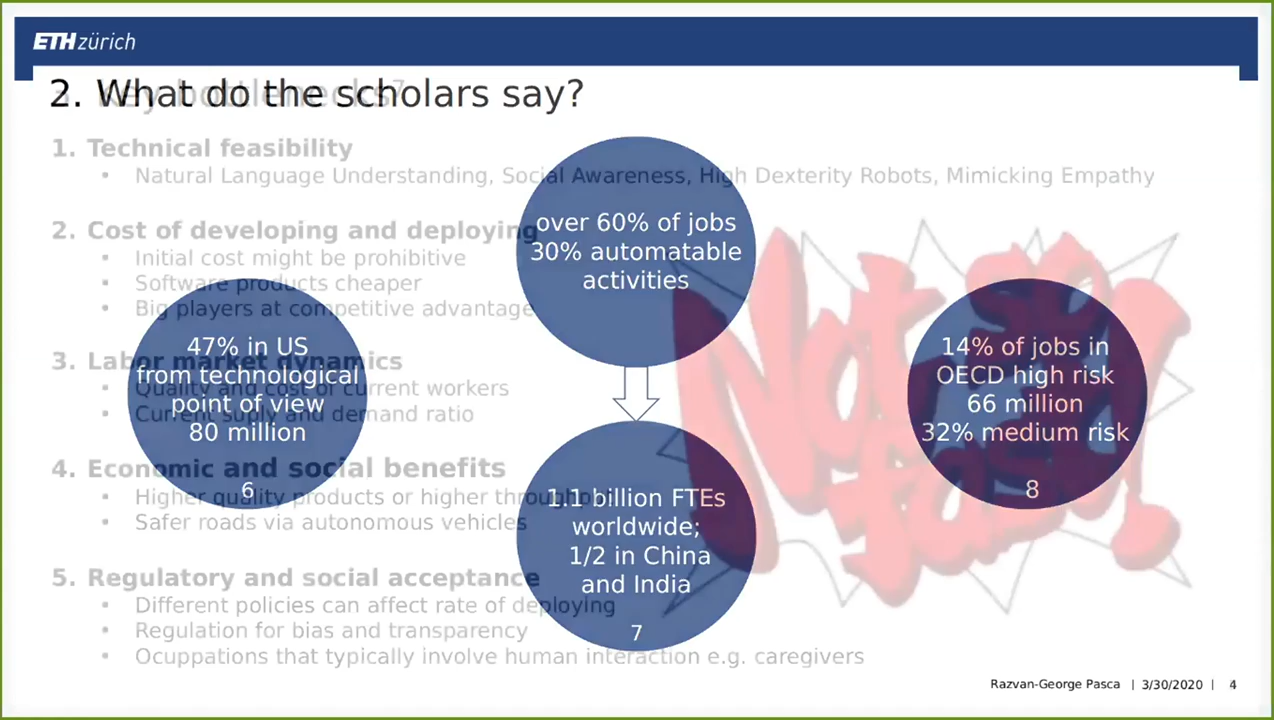 ETH zürich
2. What do the scholars say?
Key bottlenecks?
1. Technical feasibility
• Natural Language Understanding, Social Awareness, High Dexterity Robots, Mimicking Empathy
2. Cost of developing and deploying
• Initial cost might be prohibitive
• Software products cheaper
• Big players at competitive advantage
3. Labor market dynamics
• Quality and cost of current workers
• Current suply and demand ratio
4. Economic and social benefits
• Higher quality products or higher throughput
• Safer roads via autonomous vehicles
5. Regulatory and social acceptance
• Different policies can affect rate of deploying
• Regulation for bias and transparency
• Ocuppations that typically involve human interaction e.g. caregivers
over 60% of jobs
30% automatable
activities
47% in US
from technological
point of view
80 million
6
1.1 billion FTEs
worldwide;
1/2 in China
and India
7
14% of jobs in
OECD high risk
66 million
32% medium risk
8
Not so
fast!
Razvan-George Pasca | 3/30/2020 | 4